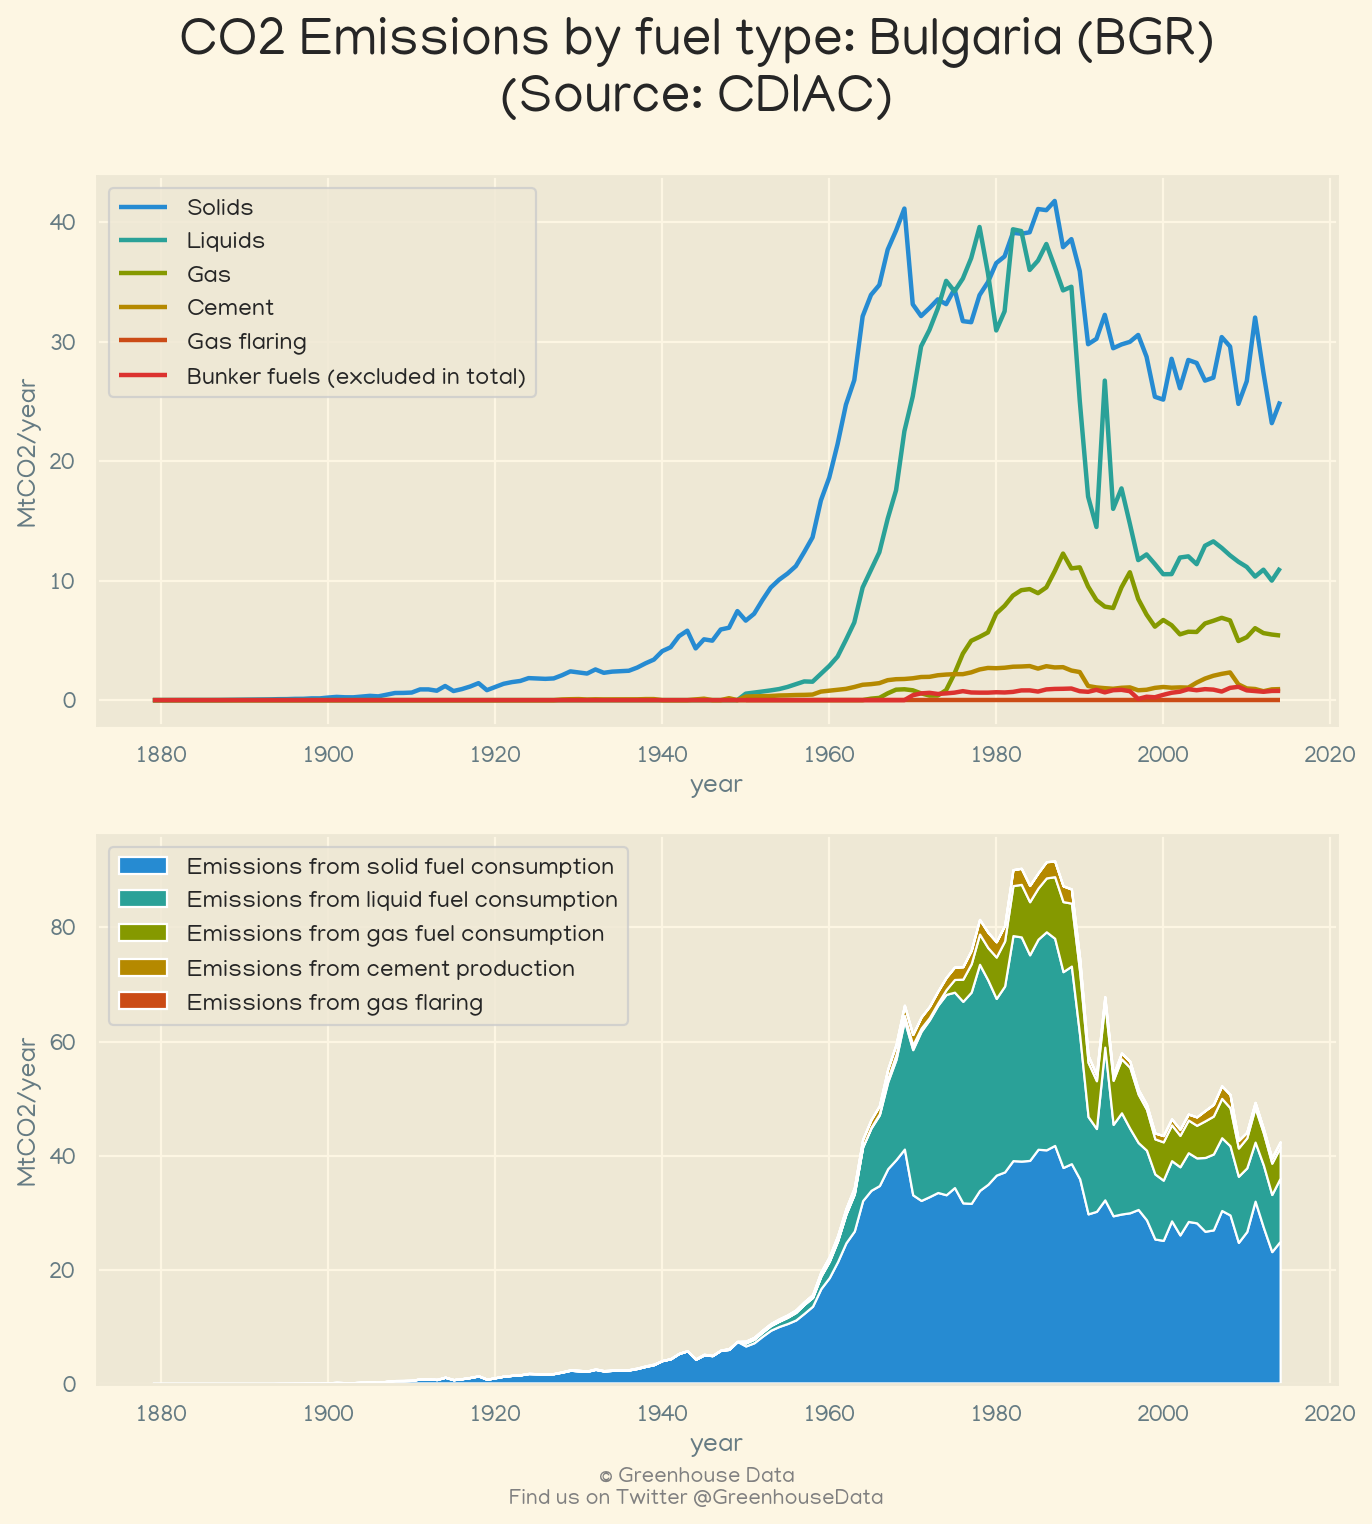 CO2 Emissions by fuel type: Bulgaria (BGR)
(Source: CDIAC)
Solids
Liquids
Gas
Cement
Gas flaring
Bunker fuels (excluded in total)
MtCO2/year
40
30
20
10
0
1880 1900 1920 1940 1960 1980 2000 2020
year
Emissions from solid fuel consumption
Emissions from liquid fuel consumption
Emissions from gas fuel consumption
Emissions from cement production
Emissions from gas flaring
MtCO2/year
80
60
40
20
0
1880 1900 1920 1940 1960 1980 2000 2020
year
© Greenhouse Data
Find us on Twitter @GreenhouseData